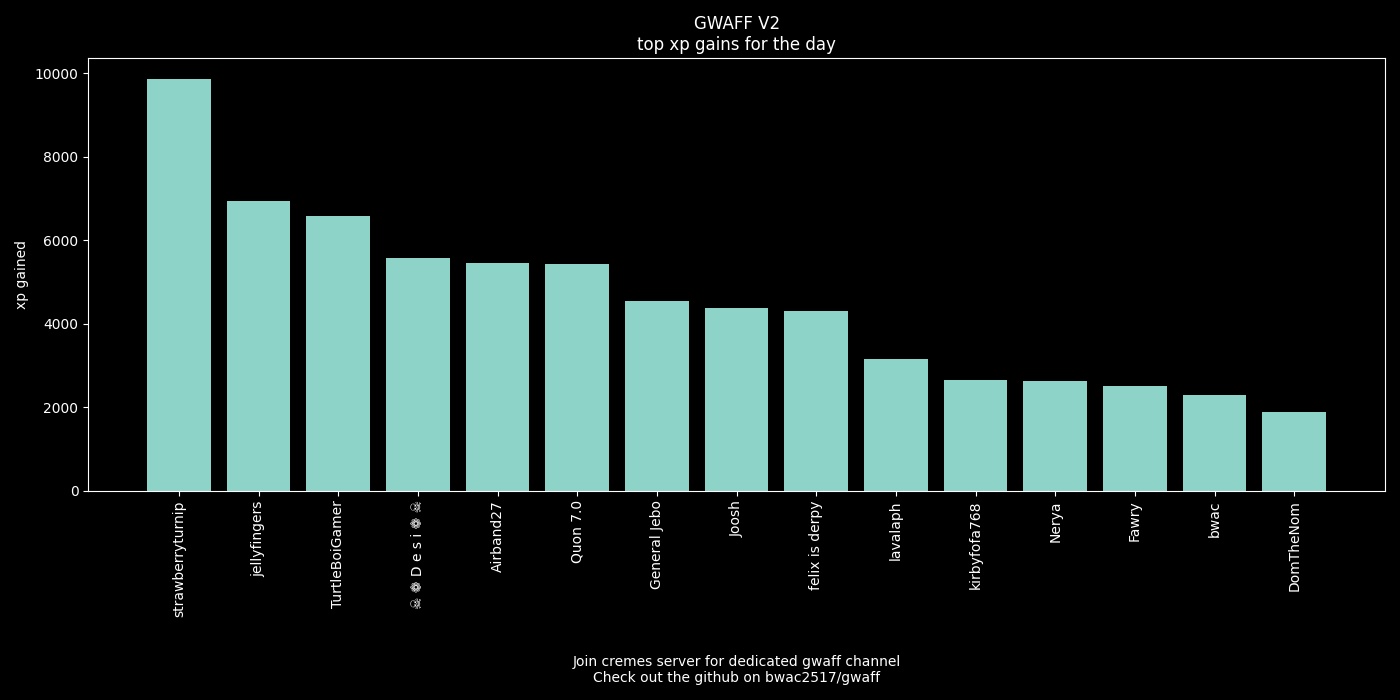 GWAFF V2
top xp gains for the day
10000
8000
6000
4000
2000
0
xp gained
strawberryturnip
jellyfingers
TurtleBoiGamer
☠ ❁ D e s i ❁ ☠
Airband27
Quon 7.0
General Jebo
Joosh
felix is derpy
lavalaph
kirbyfofa768
Nerya
Fawry
bwac
DomTheNom
Join cremes server for dedicated gwaff channel
Check out the github on bwac2517/gwaff